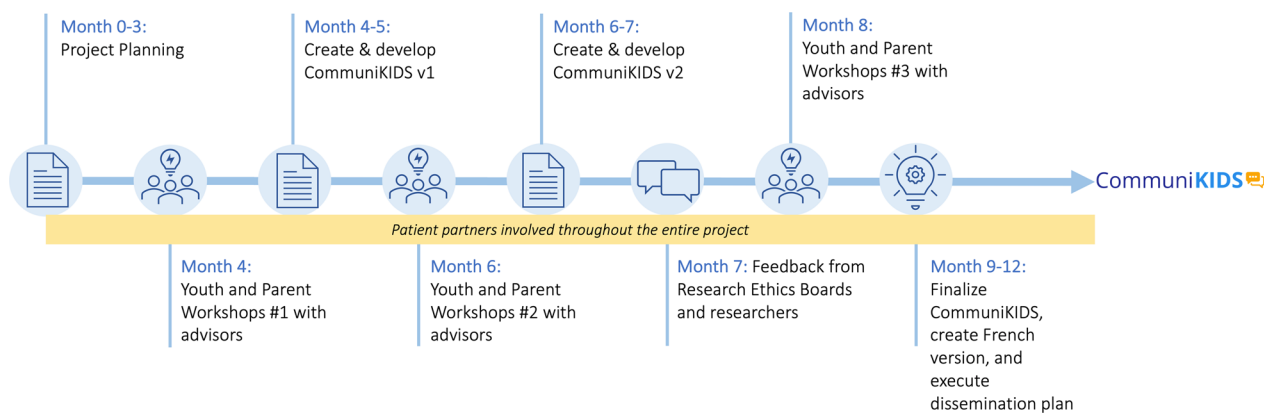 Month 0-3:
Project Planning
Month 4-5:
Create & develop
CommuniKIDS v1
Month 6-7:
Create & develop
CommuniKIDS v2
Month 8:
Youth and Parent
Workshops #3 with
advisors
CommuniKIDS
Patient partners involved throughout the entire project
Month 4:
Youth and Parent
Workshops #1 with
advisors
Month 6:
Youth and Parent
Workshops #2 with
advisors
Month 7: Feedback from
Research Ethics Boards
and researchers
Month 9-12:
Finalize
CommuniKIDS,
create French
version, and
execute
dissemination plan